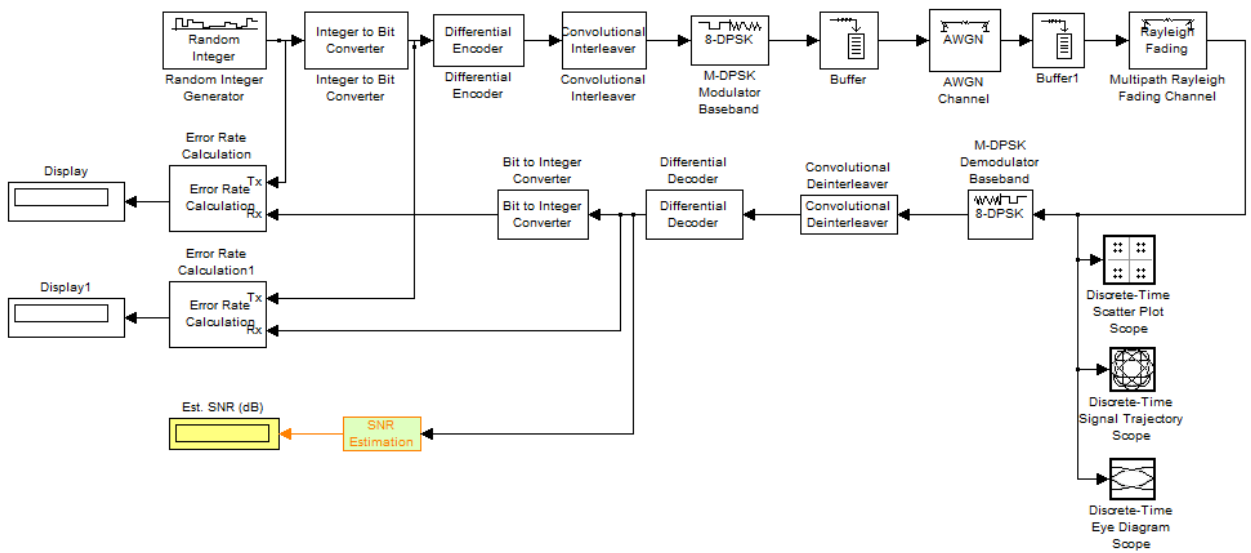 Random
Integer
Random Integer
Generator
Integer to Bit
Converter
Integer to Bit
Converter
Differential
Encoder
Differential
Encoder
Convolutional
Interleaver
Convolutional
Interleaver
8-DPSK
M-DPSK
Modulator
Baseband
Buffer
AWGN
AWGN
Channel
Buffer1
Rayleigh
Fading
Multipath Rayleigh
Fading Channel
Display
Error Rate
Calculation
Error Rate
Calculation
Tx
Rx
Bit to Integer
Converter
Bit to Integer
Converter
Differential
Decoder
Differential
Decoder
Convolutional
Deinterleaver
Convolutional
Deinterleaver
M-DPSK
Demodulator
Baseband
8-DPSK
Display1
Error Rate
Calculation1
Error Rate
Calculation
Tx
Rx
Discrete-Time
Scatter Plot
Scope
Discrete-Time
Signal Trajectory
Scope
Est. SNR (dB)
SNR
Estimation
Discrete-Time
Eye Diagram
Scope